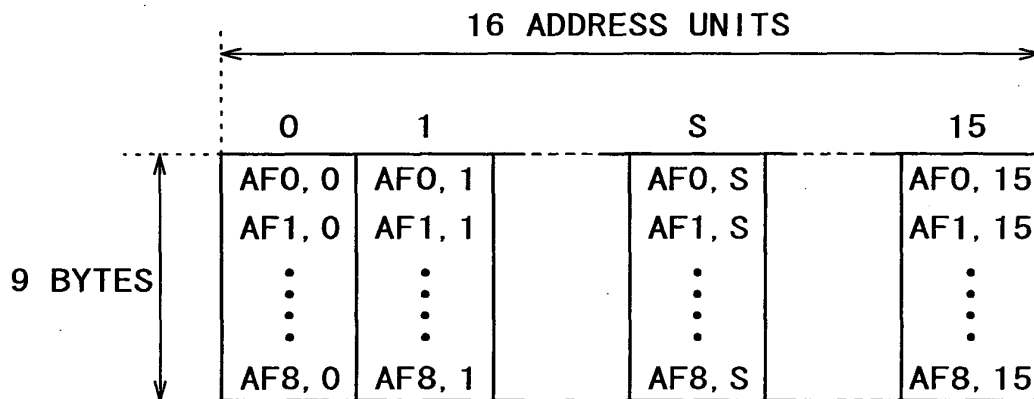 16 ADDRESS UNITS
0 1 S 15
AF0, 0 AF0, 1 AF0, S AF0, 15
AF1, 0 AF1, 1 AF1, S AF1, 15
9 BYTES
AF8, 0 AF8, 1 AF8, S AF8, 15